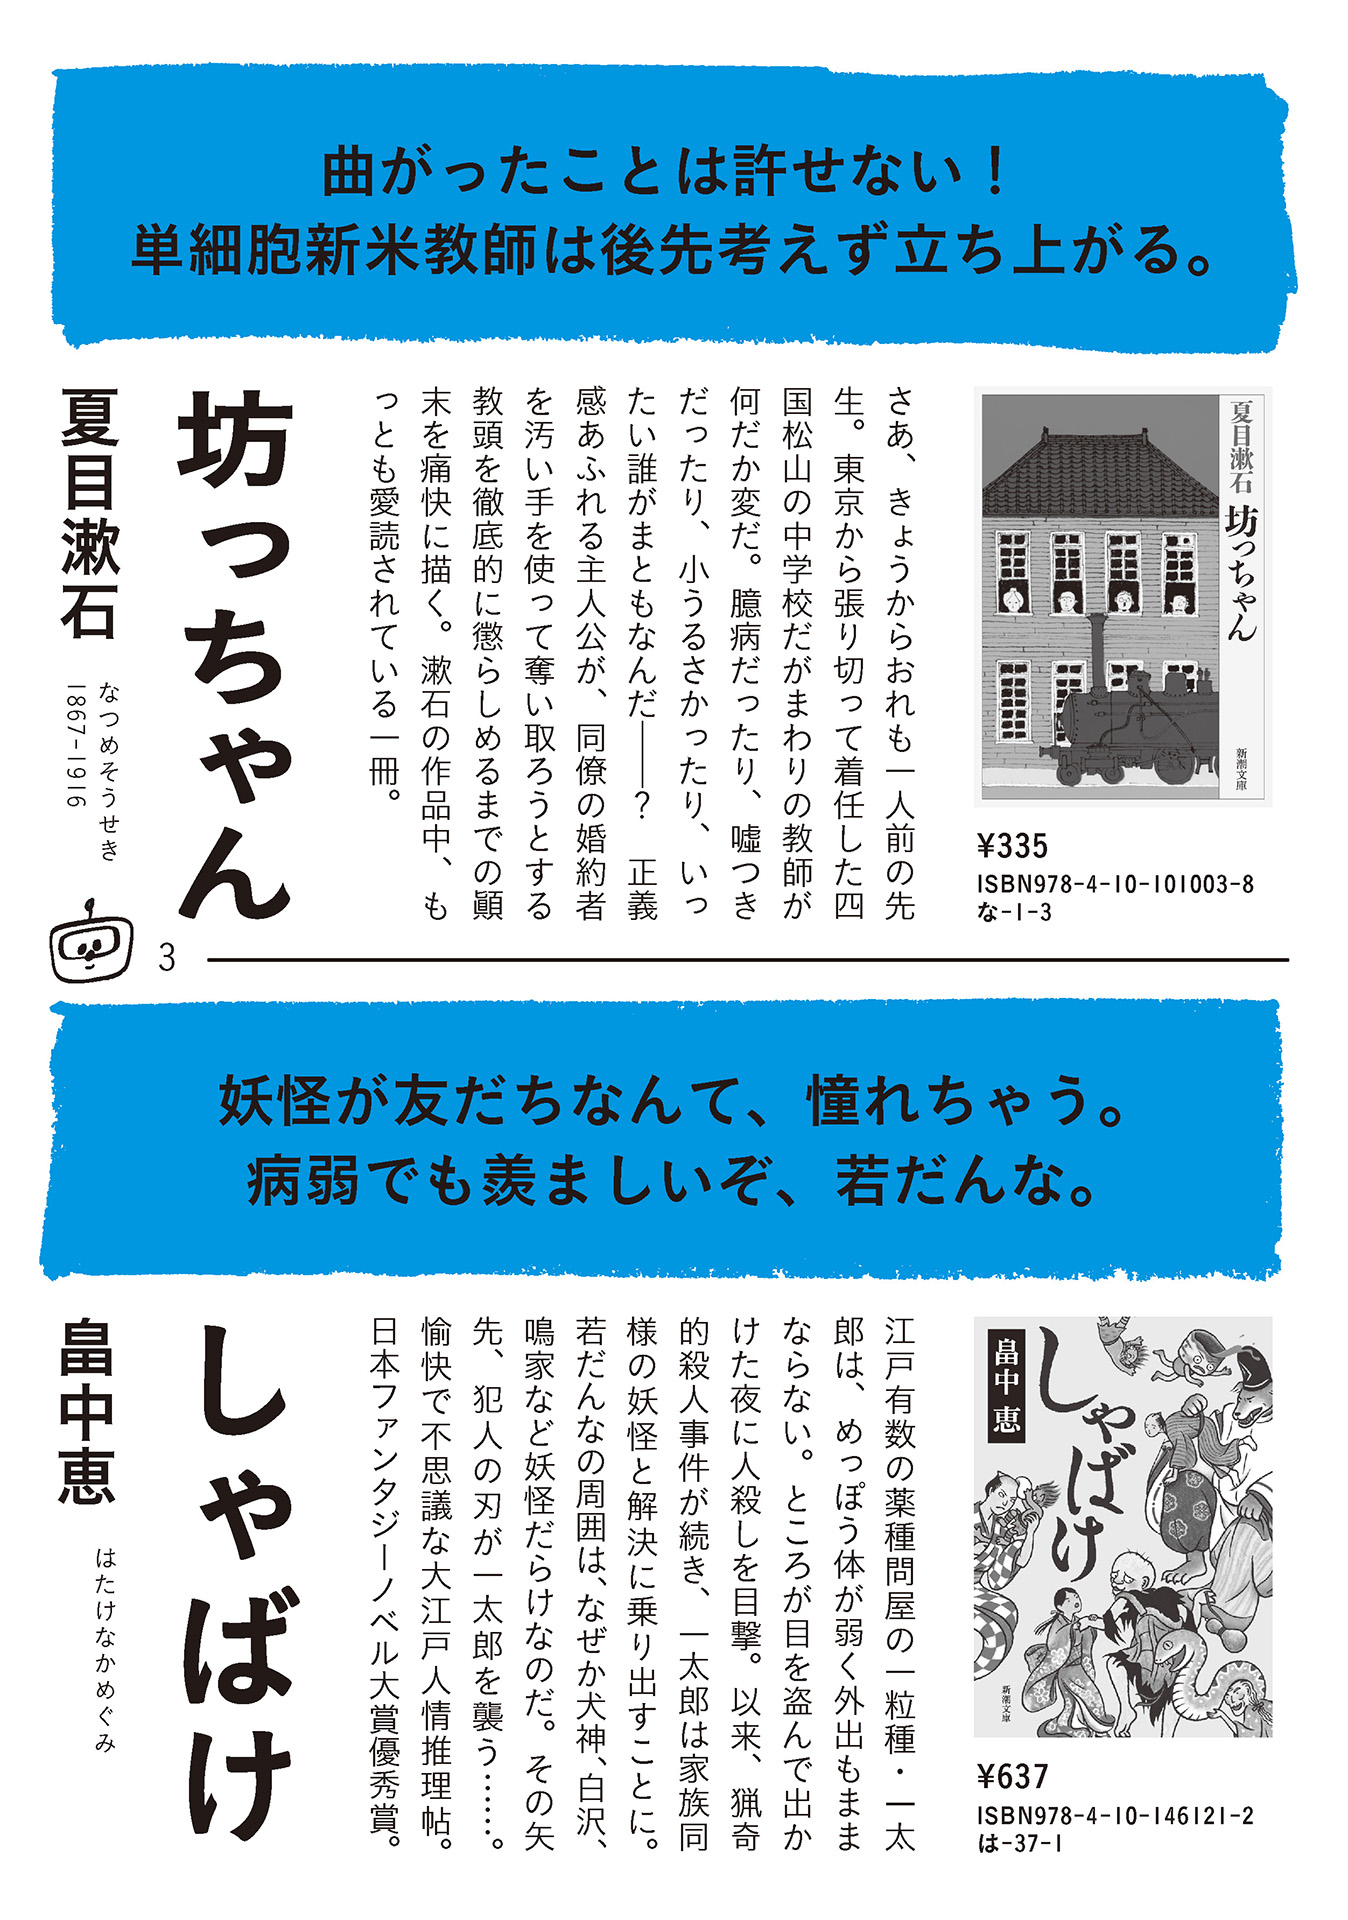 曲がったことは許せない！
単細胞新米教師は後先考えず立ち上がる。
夏目漱石 坊っちゃん
新潮文庫
¥335
ISBN978-4-10-101003-8
な-1-3
さあ、きょうからおれも一人前の先
生。東京から張り切って着任した四
国松山の中学校だがまわりの教師が
何だか変だ。臆病だったり、嘘つき
だったり、小うるさかったり、いっ
たい誰がまともなんだ――？　正義
感あふれる主人公が、同僚の婚約者
を汚い手を使って奪い取ろうとする
教頭を徹底的に懲らしめるまでの顚
末を痛快に描く。漱石の作品中、も
っとも愛読されている一冊。
坊っちゃん
夏目漱石
なつめそうせき
1867-1916
3
妖怪が友だちなんて、憧れちゃう。
病弱でも羨ましいぞ、若だんな。
畠中恵
しゃばけ
新潮文庫
¥637
ISBN978-4-10-146121-2
は-37-1
江戸有数の薬種問屋の一粒種・一太
郎は、めっぽう体が弱く外出もまま
ならない。ところが目を盗んで出か
けた夜に人殺しを目撃。以来、猟奇
的殺人事件が続き、一太郎は家族同
様の妖怪と解決に乗り出すことに。
若だんなの周囲は、なぜか犬神、白沢、
鳴家など妖怪だらけなのだ。その矢
先、犯人の刃が一太郎を襲う……。
愉快で不思議な大江戸人情推理帖。
日本ファンタジーノベル大賞優秀賞。
しゃばけ
畠中恵
はたけなかめぐみ